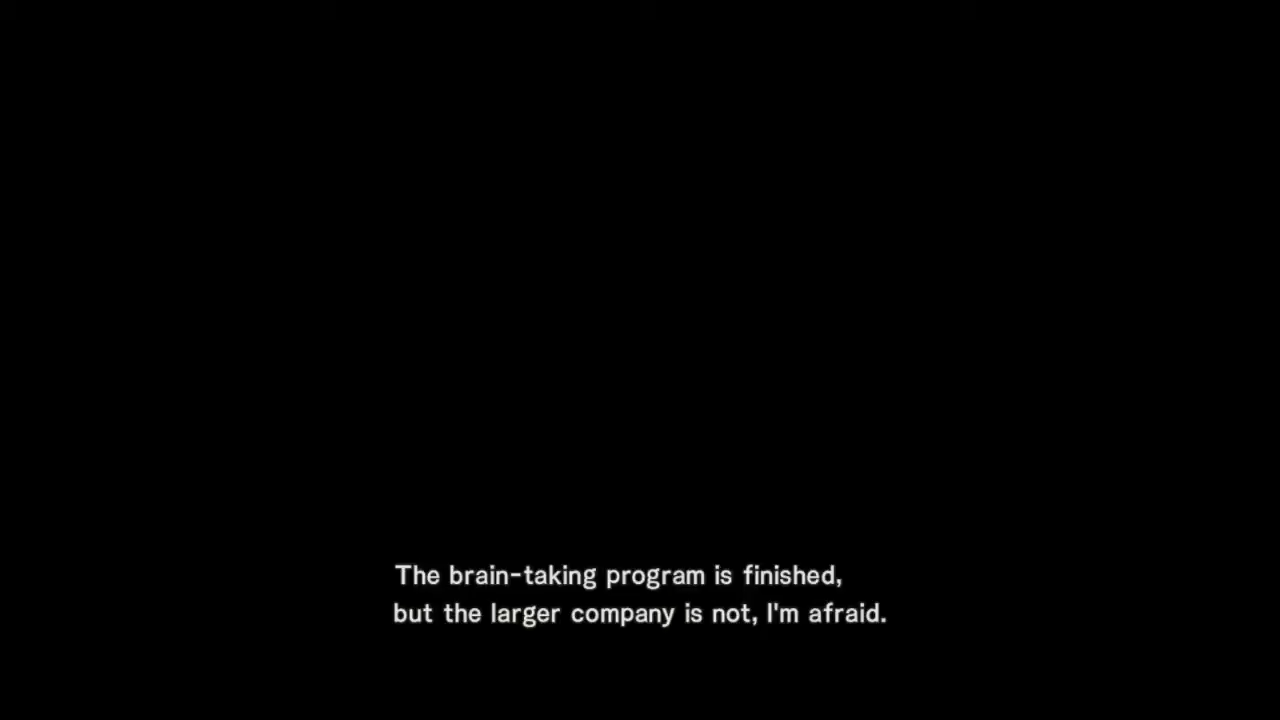 The brain-taking program is finished,
but the larger company is not, I'm afraid.